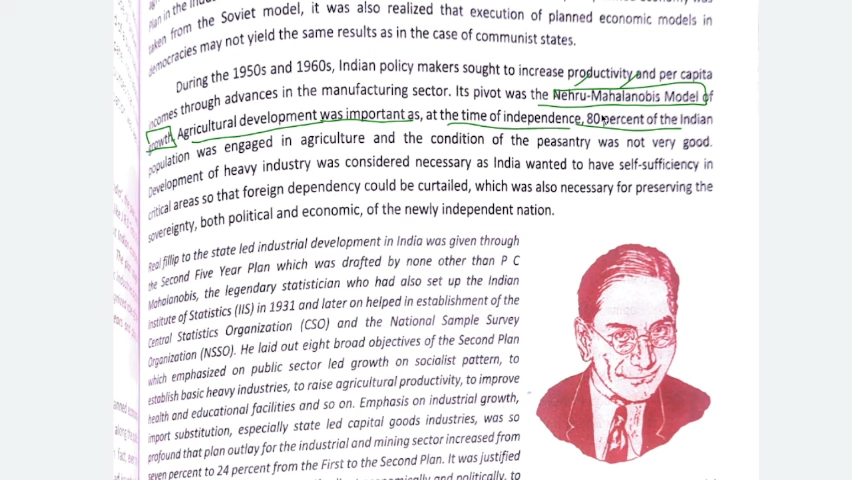 Plan in the
taken from the Soviet model, it was also realized that execution of planned economic models in
democracies may not yield the same results as in the case of communist states.
During the 1950s and 1960s, Indian policy makers sought to increase productivity and per capita
incomes through advances in the manufacturing sector. Its pivot was the Nehru-Mahalanobis Model of
growth. Agricultural development was important as, at the time of independence, 80 percent of the Indian
population was engaged in agriculture and the condition of the peasantry was not very good.
Development of heavy industry was considered necessary as India wanted to have self-sufficiency in
critical areas so that foreign dependency could be curtailed, which was also necessary for preserving the
sovereignty, both political and economic, of the newly independent nation.
Real fillip to the state led industrial development in India was given through
the Second Five Year Plan which was drafted by none other than P C
Mahalanobis, the legendary statistician who had also set up the Indian
Institute of Statistics (IIS) in 1931 and later on helped in establishment of the
Central Statistics Organization (CSO) and the National Sample Survey
Organization (NSSO). He laid out eight broad objectives of the Second Plan
which emphasized on public sector led growth on socialist pattern, to
establish basic heavy industries, to raise agricultural productivity, to improve
health and educational facilities and so on. Emphasis on industrial growth,
import substitution, especially state led capital goods industries, was so
profound that plan outlay for the industrial and mining sector increased from
seven percent to 24 percent from the First to the Second Plan. It was justified
economically and politically, to